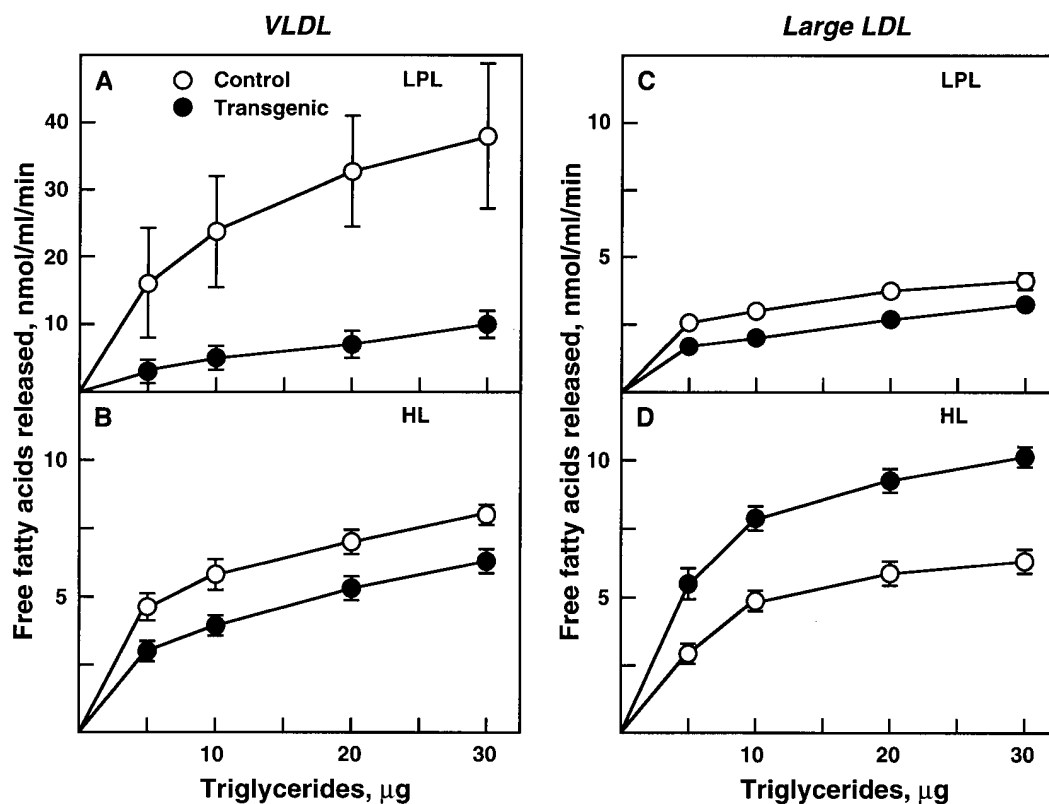 VLDL
Large LDL
A
Control
Transgenic
LPL
40
30
20
10
C
LPL
10
5
B
HL
10
5
D
HL
10
5
10
20
30
10
20
30
Free fatty acids released, nmol/ml/min
Free fatty acids released, nmol/ml/min
Triglycerides, μg
Triglycerides, μg